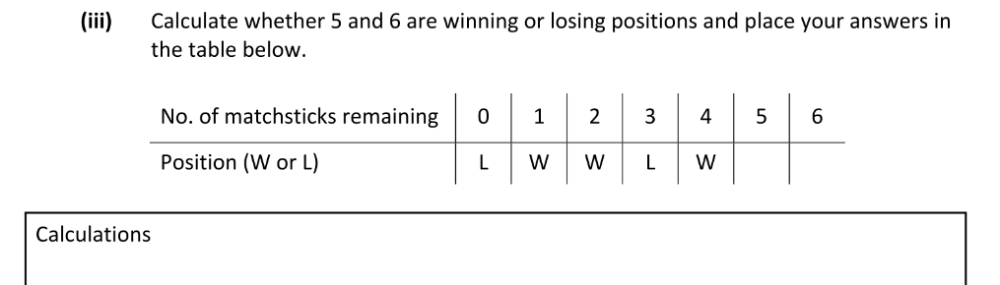 (iii) Calculate whether 5 and 6 are winning or losing positions and place your answers in
the table below.
No. of matchsticks remaining 0 1 2 3 4 5 6
Position (W or L) L W W L W
Calculations